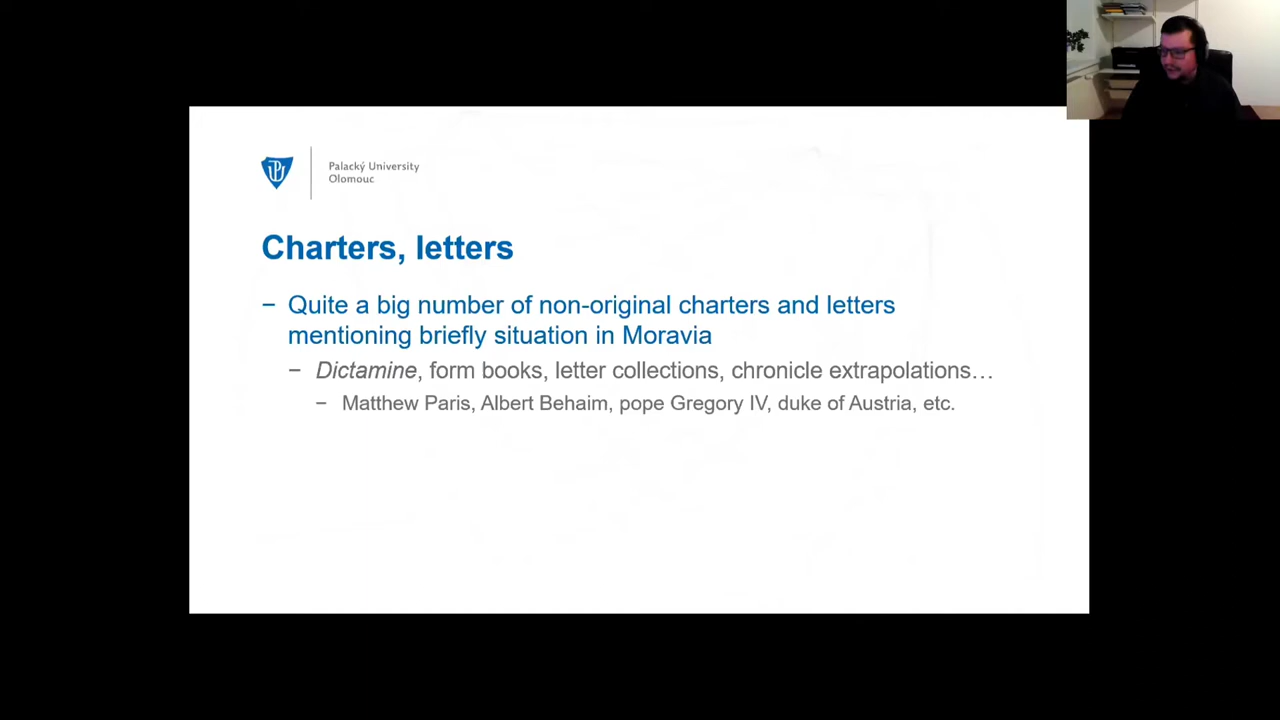 Palacký University
Olomouc
Charters, letters
− Quite a big number of non-original charters and letters
mentioning briefly situation in Moravia
− Dictamine, form books, letter collections, chronicle extrapolations…
− Matthew Paris, Albert Behaim, pope Gregory IV, duke of Austria, etc.